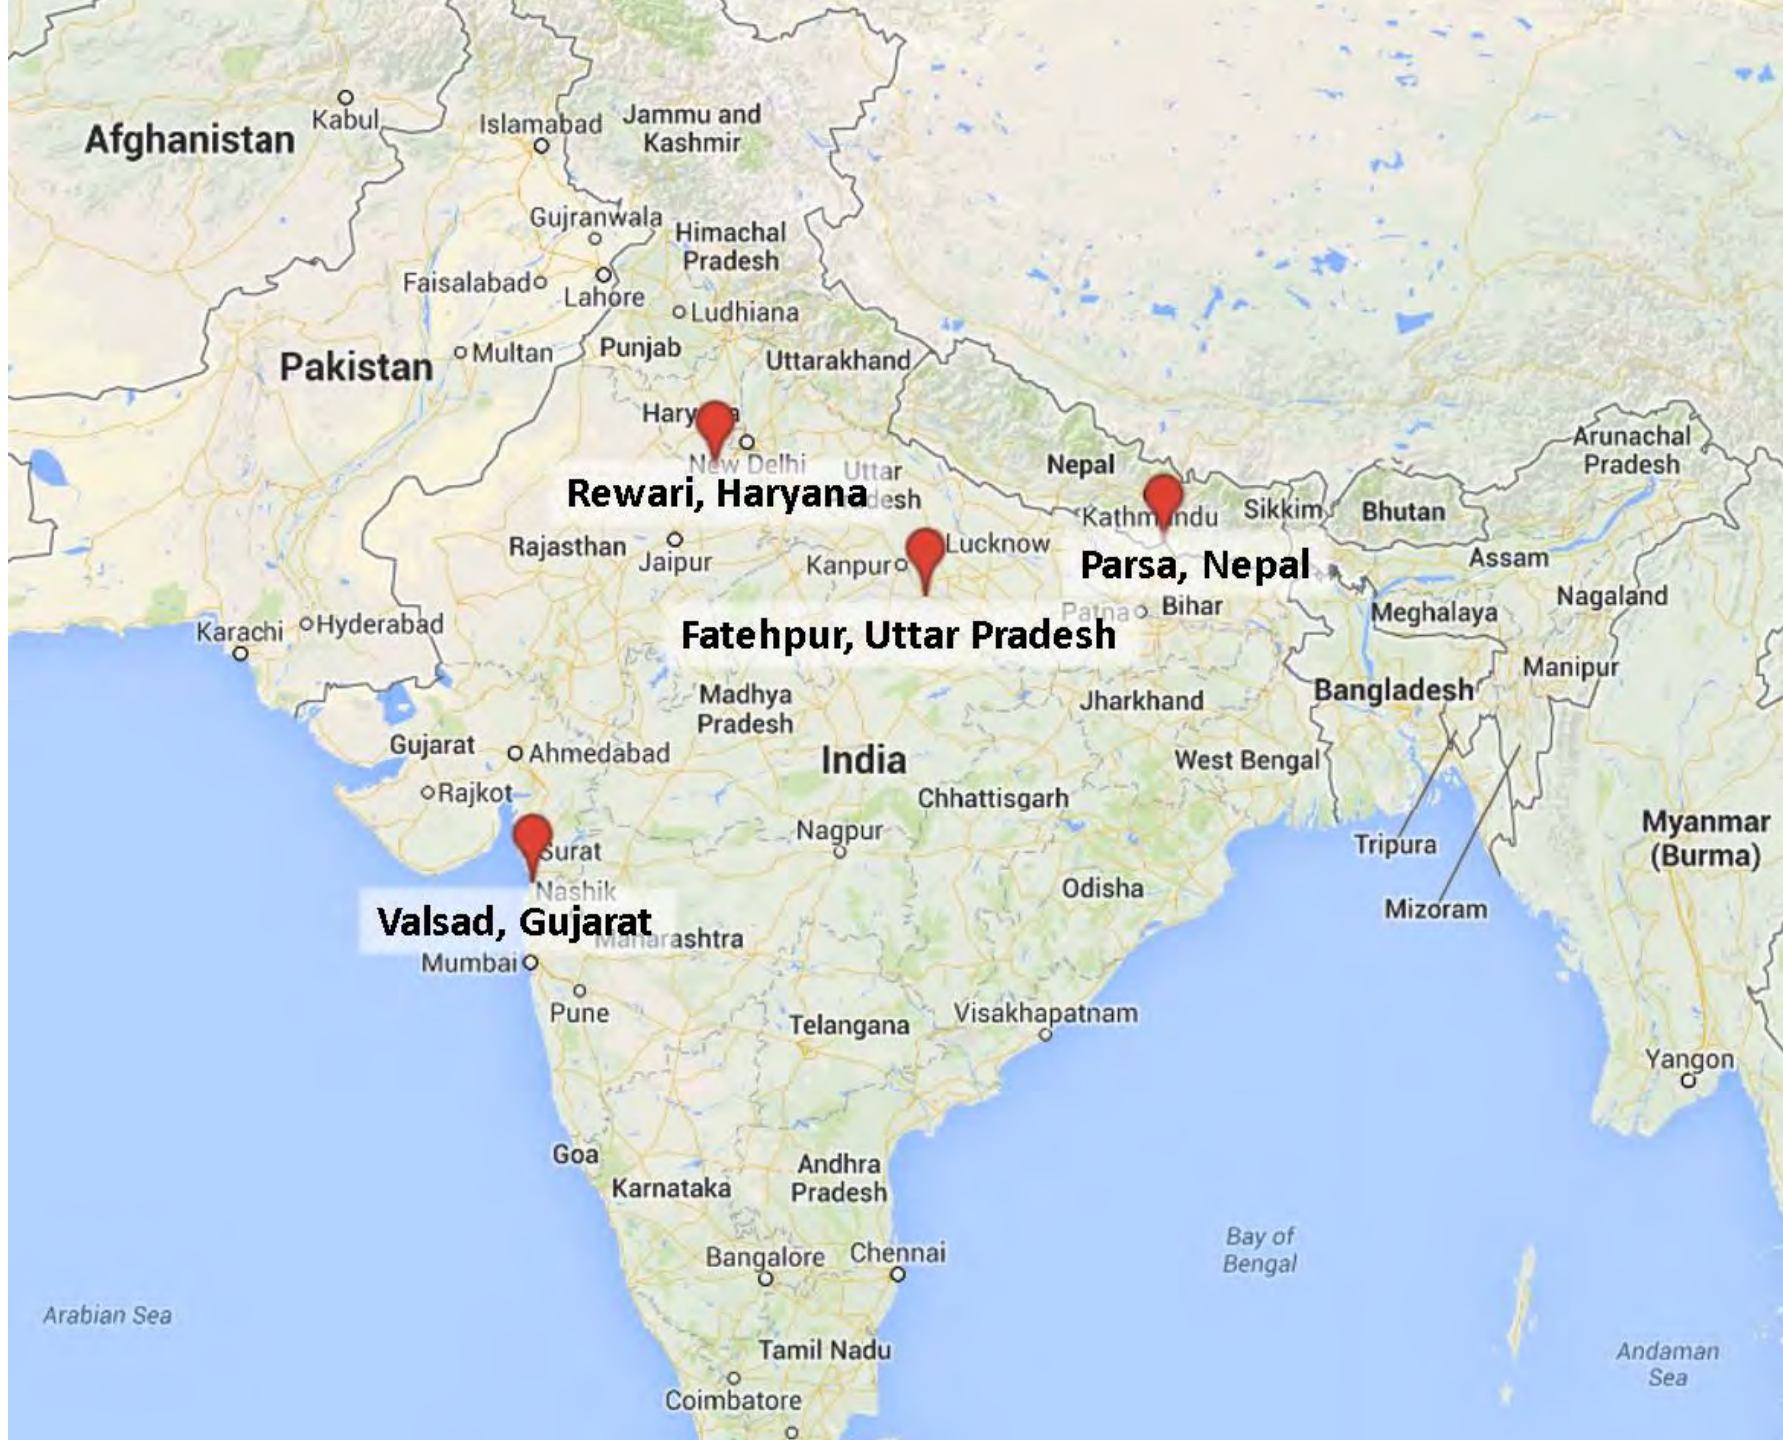 Kabul
Afghanistan
Islamabad
Jammu and
Kashmir
Gujranwala
Himachal
Pradesh
Faisalabad
Lahore
Ludhiana
Punjab
Multan
Pakistan
Uttarakhand
Haryana
New Delhi
Uttar
Pradesh
Rewari, Haryana
Nepal
Arunachal
Pradesh
Kathmandu
Sikkim
Bhutan
Rajasthan
Jaipur
Kanpur
Lucknow
Parsa, Nepal
Assam
Nagaland
Patna
Bihar
Meghalaya
Karachi
Hyderabad
Fatehpur, Uttar Pradesh
Manipur
Bangladesh
Madhya
Pradesh
Jharkhand
Gujarat
Ahmedabad
India
West Bengal
Rajkot
Chhattisgarh
Nagpur
Myanmar
(Burma)
Tripura
Surat
Nashik
Odisha
Mizoram
Valsad, Gujarat
Maharashtra
Mumbai
Pune
Telangana
Visakhapatnam
Yangon
Goa
Karnataka
Andhra
Pradesh
Bangalore
Chennai
Bay of
Bengal
Arabian Sea
Tamil Nadu
Andaman
Sea
Coimbatore